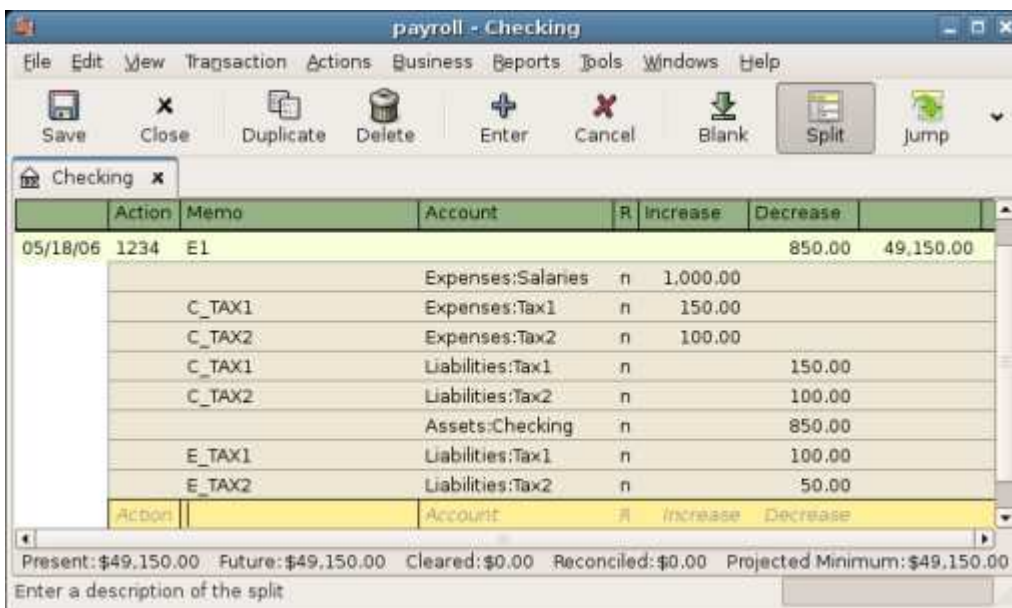 payroll - Checking
File Edit View Transaction Actions Business Reports Tools Windows Help
Save Close Duplicate Delete Enter Cancel Blank Split Jump
Checking
Action Memo Account R Increase Decrease
05/18/06 1234 E1 850.00 49,150.00
Expenses:Salaries n 1,000.00
C_TAX1 Expenses:Tax1 n 150.00
C_TAX2 Expenses:Tax2 n 100.00
C_TAX1 Liabilities:Tax1 n 150.00
C_TAX2 Liabilities:Tax2 n 100.00
Assets:Checking n 850.00
E_TAX1 Liabilities:Tax1 n 100.00
E_TAX2 Liabilities:Tax2 n 50.00
Action Account R Increase Decrease
Present:$49,150.00 Future:$49,150.00 Cleared:$0.00 Reconciled:$0.00 Projected Minimum:$49,150.00
Enter a description of the split